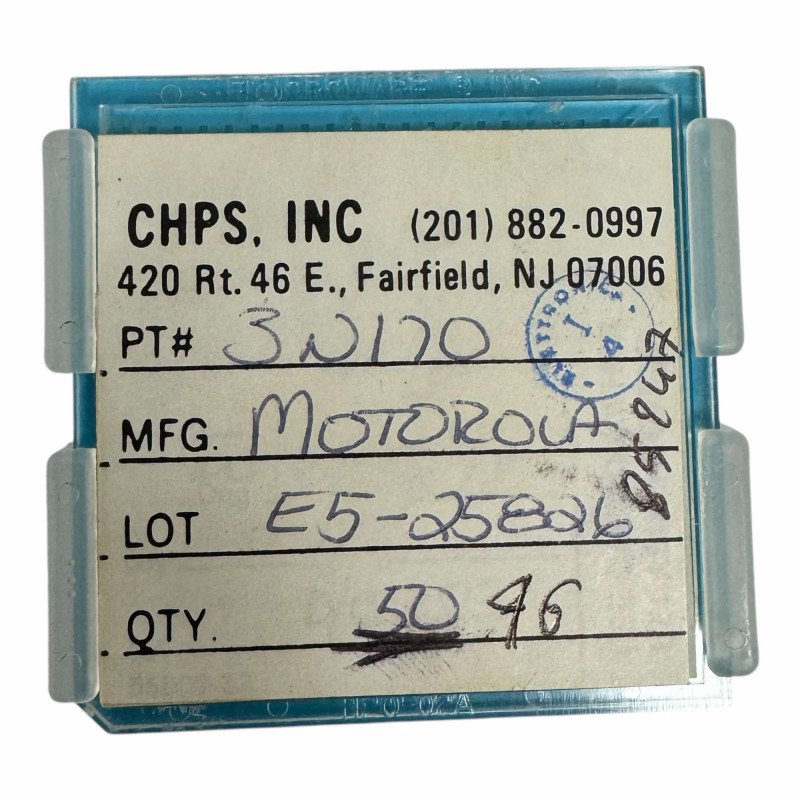 CHPS, INC (201) 882-0997
420 Rt. 46 E., Fairfield, NJ 07006
PT# 3N170
MFG. MOTOROLA
LOT E5-25826
QTY. 50 46
I
4